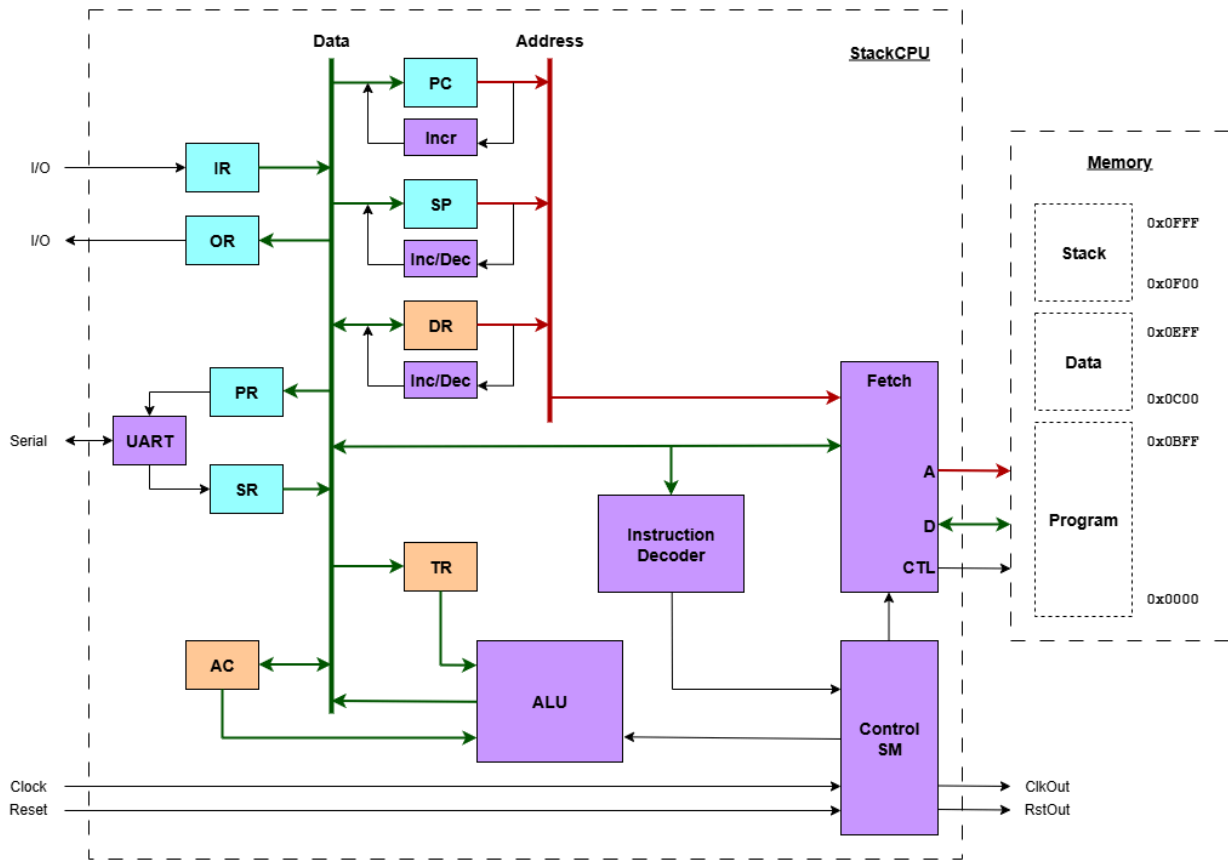 Data
Address
StackCPU
PC
Incr
I/O
IR
SP
I/O
OR
Inc/Dec
DR
Inc/Dec
PR
Serial
UART
SR
Fetch
A
D
CTL
Instruction
Decoder
TR
AC
ALU
Control
SM
Clock
Reset
ClkOut
RstOut
Memory
0x0FFF
Stack
0x0F00
0x0EFF
Data
0x0C00
0x0BFF
Program
0x0000